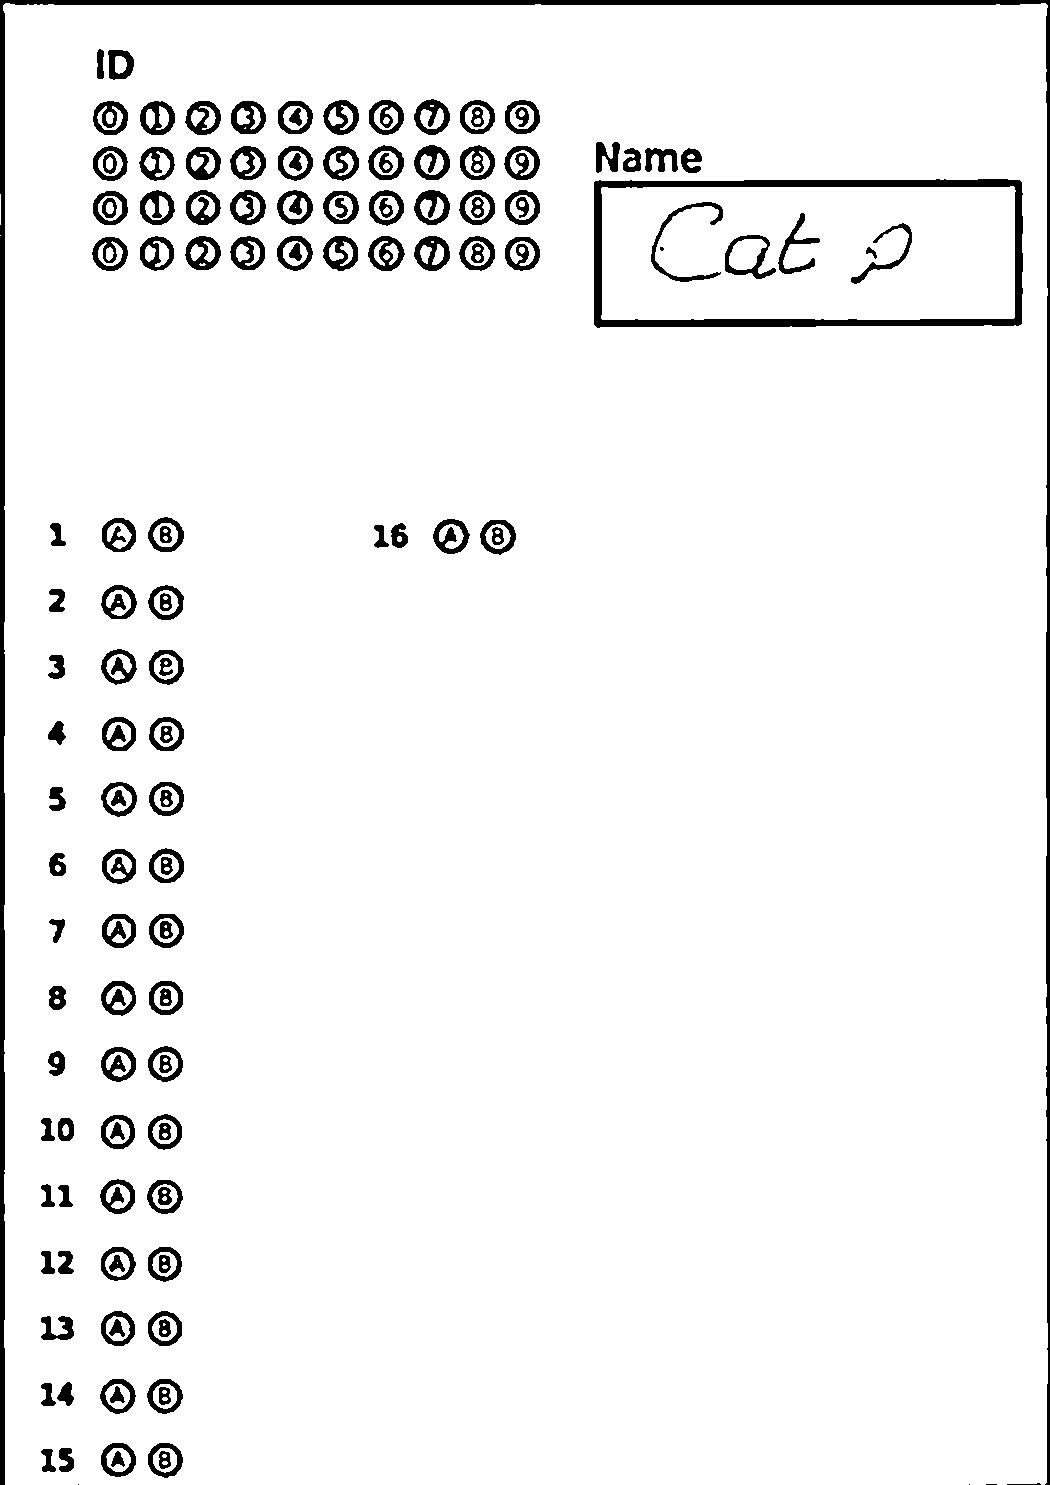 ID
0 1 2 3 4 5 6 7 8 9
0 1 2 3 4 5 6 7 8 9
0 1 2 3 4 5 6 7 8 9
0 1 2 3 4 5 6 7 8 9
Name
Cat
1 A B
2 A B
3 A B
4 A B
5 A B
6 A B
7 A B
8 A B
9 A B
10 A B
11 A B
12 A B
13 A B
14 A B
15 A B
16 A B